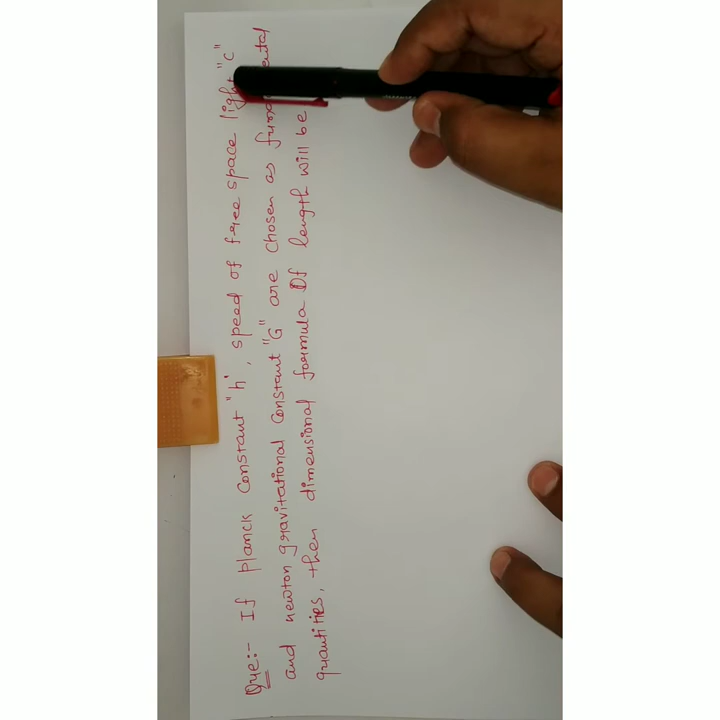 Que:- If planck constant "h", speed of free space light "c"
and newton gravitational constant "G" are chosen as
quantities, then dimensional formula Of length will be